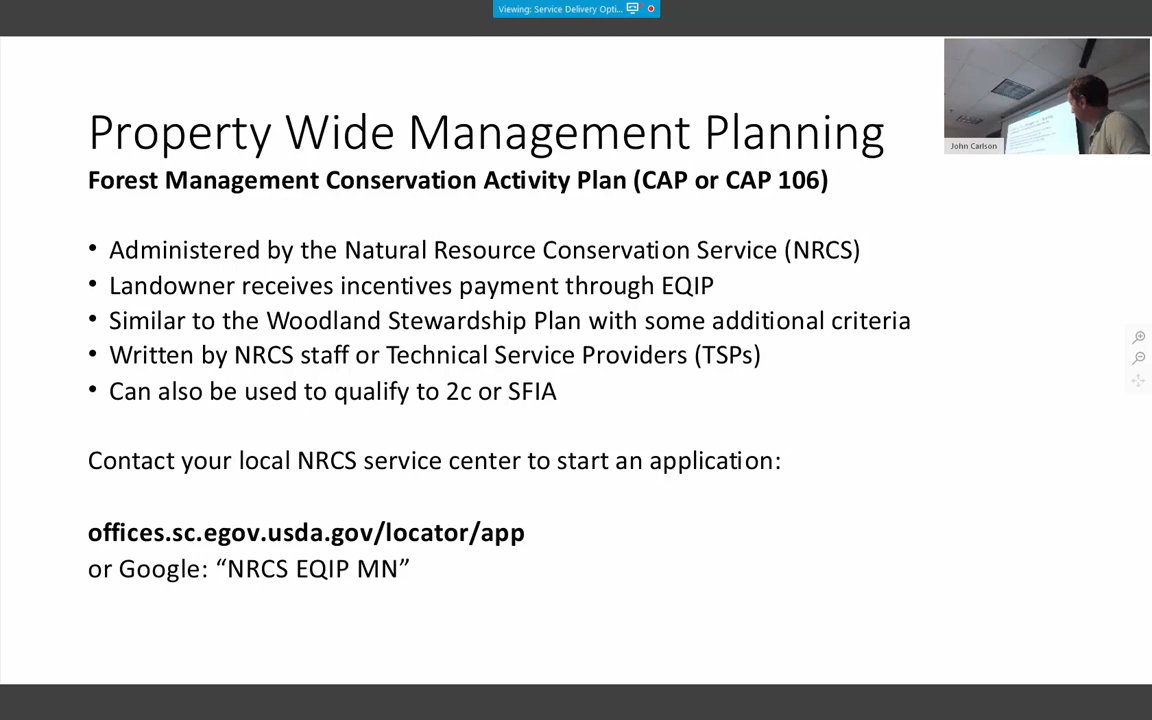 Viewing: Service Delivery Opti...
Property Wide Management Planning
John Carlson
Forest Management Conservation Activity Plan (CAP or CAP 106)
• Administered by the Natural Resource Conservation Service (NRCS)
• Landowner receives incentives payment through EQIP
• Similar to the Woodland Stewardship Plan with some additional criteria
• Written by NRCS staff or Technical Service Providers (TSPs)
• Can also be used to qualify to 2c or SFIA
Contact your local NRCS service center to start an application:
offices.sc.egov.usda.gov/locator/app
or Google: “NRCS EQIP MN”